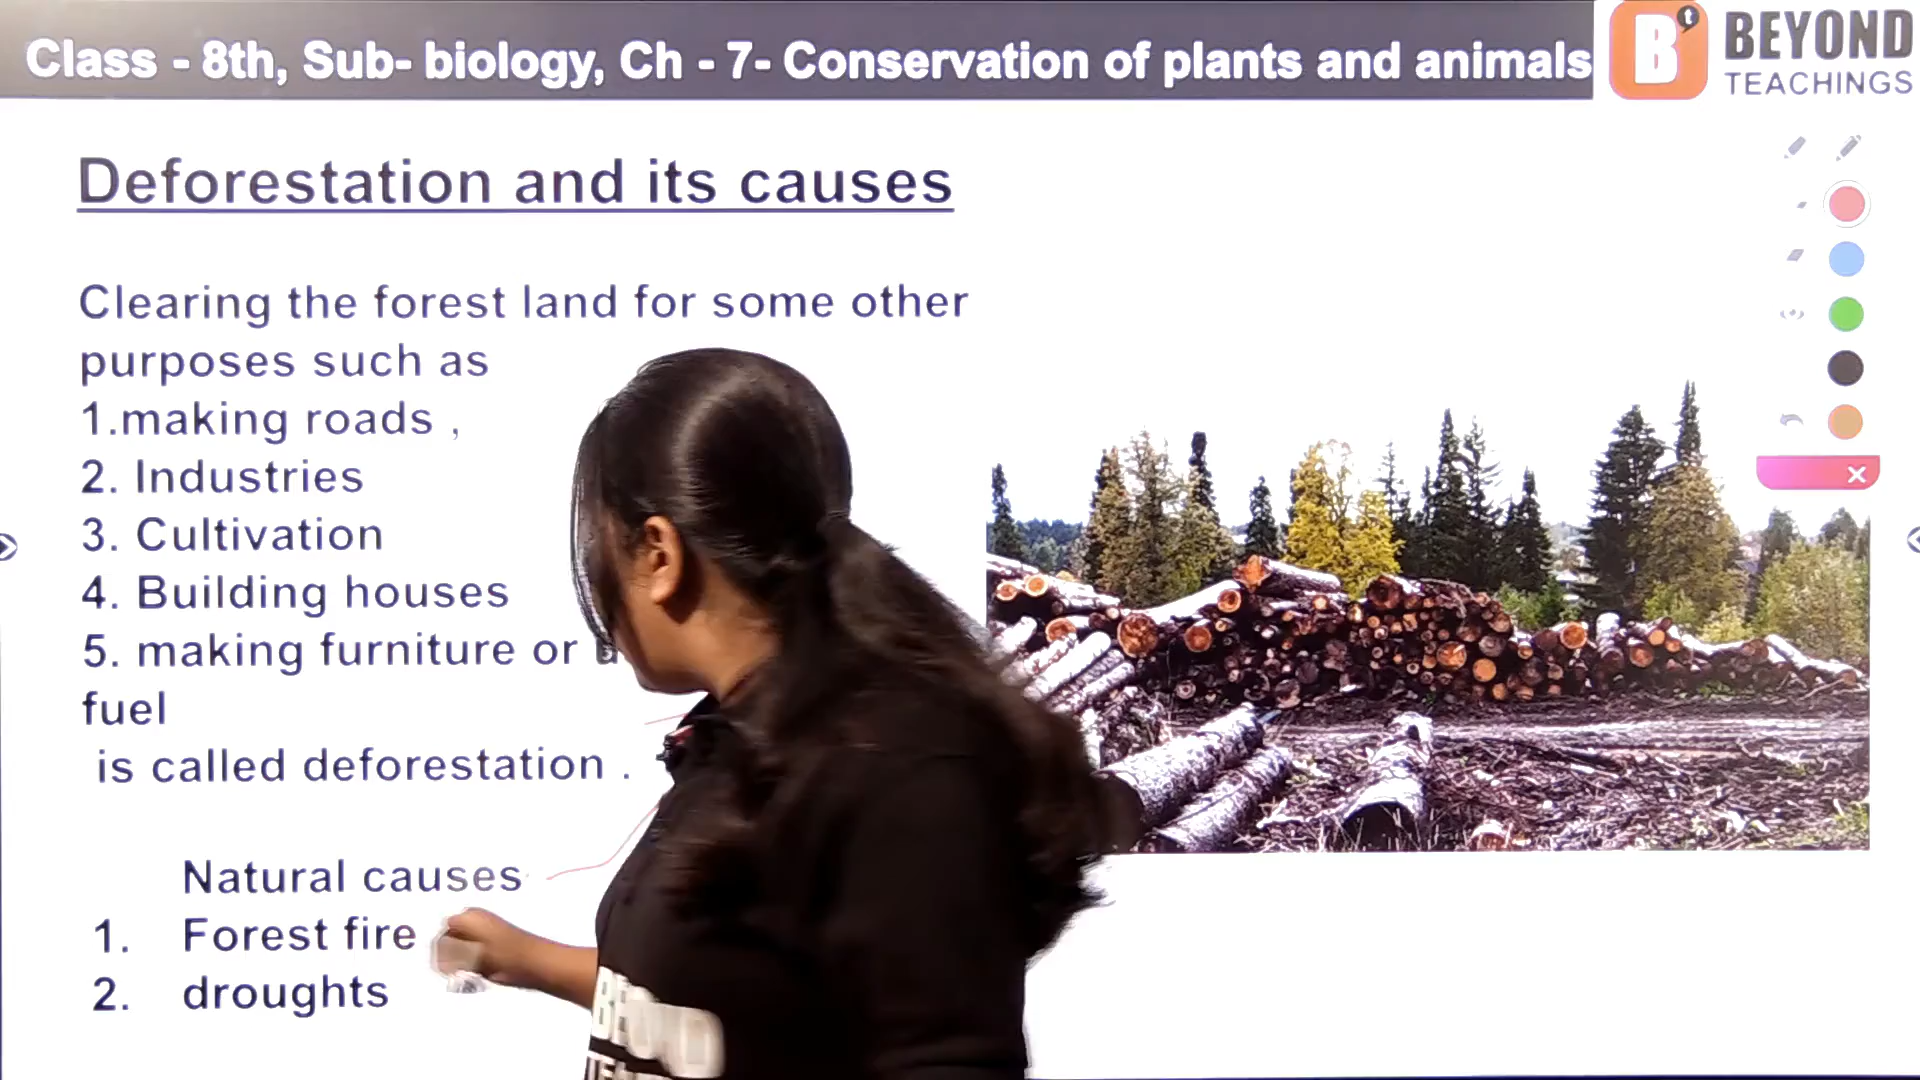 Class - 8th, Sub- biology, Ch - 7- Conservation of plants and animals
BEYOND
TEACHINGS
Deforestation and its causes
Clearing the forest land for some other
purposes such as
1.making roads ,
2. Industries
3. Cultivation
4. Building houses
5. making furniture or
fuel
is called deforestation .
Natural causes
1. Forest fire
2. droughts